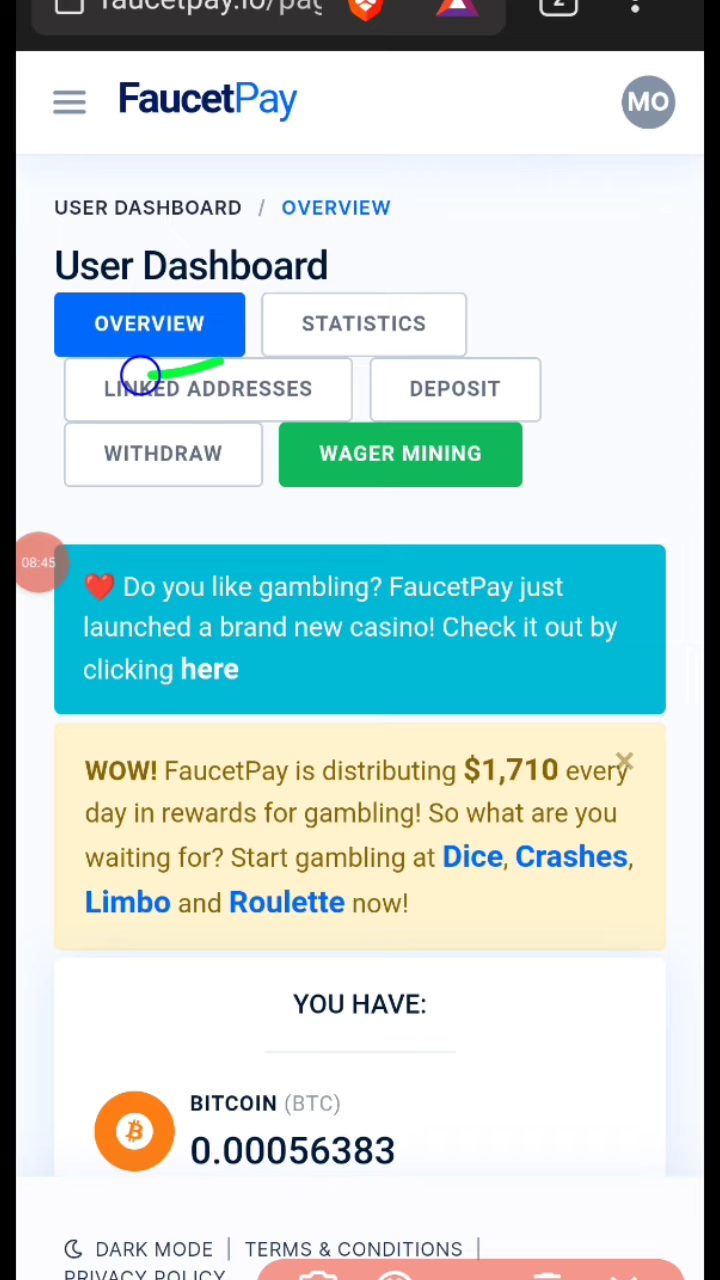 FaucetPay
MO
USER DASHBOARD / OVERVIEW
User Dashboard
OVERVIEW
STATISTICS
LINKED ADDRESSES
DEPOSIT
WITHDRAW
WAGER MINING
08:45
❤️ Do you like gambling? FaucetPay just
launched a brand new casino! Check it out by
clicking here
WOW! FaucetPay is distributing $1,710 every
day in rewards for gambling! So what are you
waiting for? Start gambling at Dice, Crashes,
Limbo and Roulette now!
YOU HAVE:
BITCOIN (BTC)
0.00056383
DARK MODE | TERMS & CONDITIONS |
PRIVACY POLICY